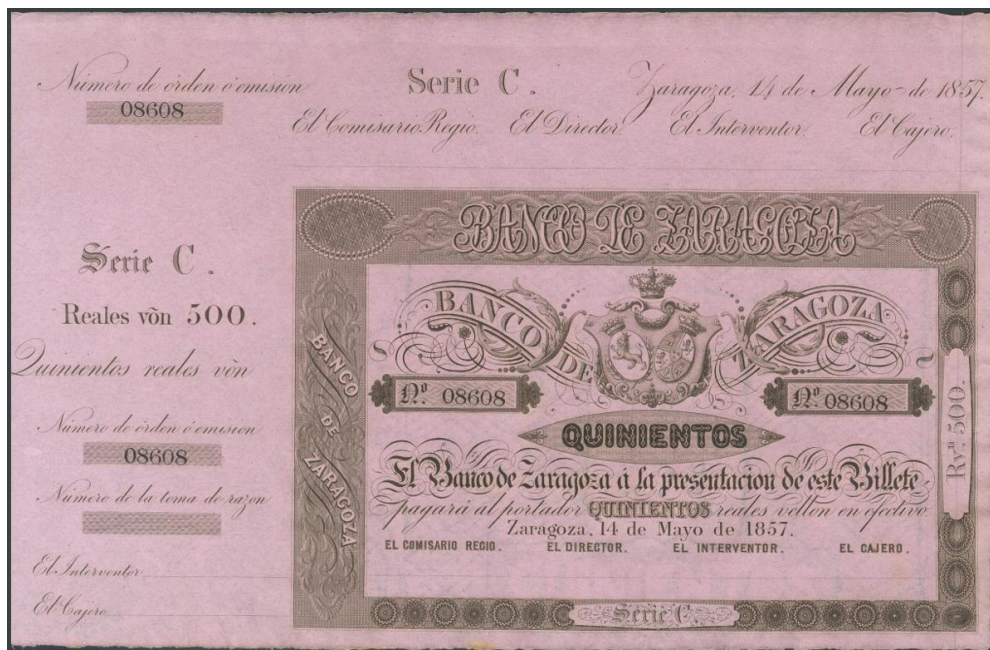 Número de órden ó emision
08608
Serie C.
Zaragoza, 14 de Mayo de 1857.
El Comisario Regio. El Director. El Interventor. El Cajero.
Serie C.
Reales võn 500.
Quinientos reales võn
Número de órden ó emision
08608
Número de la toma de razon
El Interventor
El Cajero
BANCO DE ZARAGOZA
BANCO DE ZARAGOZA
BANCO DE ZARAGOZA
Nº. 08608
Nº. 08608
QUINIENTOS
El Banco de Zaragoza á la presentacion de este Billete
pagará al portador QUINIENTOS reales vellon en efectivo
Zaragoza, 14 de Mayo de 1857.
EL COMISARIO REGIO. EL DIRECTOR. EL INTERVENTOR. EL CAJERO.
Rvⁿ 500.
Série C.